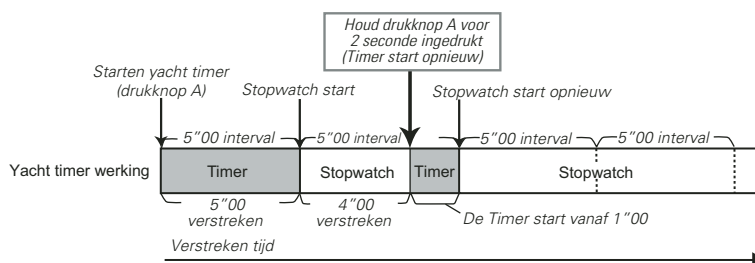 Houd drukknop A voor
2 seconde ingedrukt
(Timer start opnieuw)
Starten yacht timer
(drukknop A)
Stopwatch start
Stopwatch start opnieuw
5”00 interval
5”00 interval
5”00 interval
5”00 interval
Yacht timer werking
Timer
Stopwatch
Timer
Stopwatch
5”00
verstreken
4”00
verstreken
De Timer start vanaf 1”00
Verstreken tijd